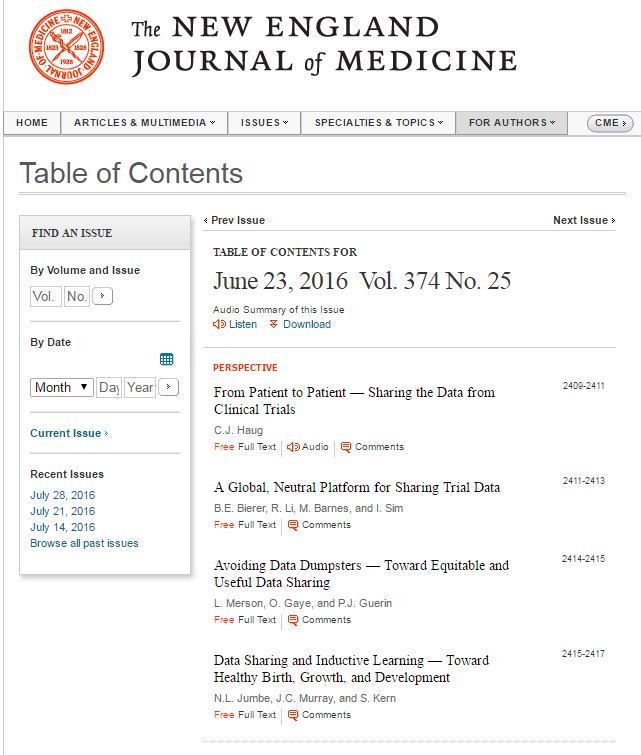 The NEW ENGLAND
JOURNAL of MEDICINE
THE NEW ENGLAND JOURNAL OF MEDICINE
1812
1823
1828
1928
HOME
ARTICLES & MULTIMEDIA
ISSUES
SPECIALTIES & TOPICS
FOR AUTHORS
CME
Table of Contents
FIND AN ISSUE
By Volume and Issue
Vol.
No.
By Date
Month
Day
Year
Current Issue
Recent Issues
July 28, 2016
July 21, 2016
July 14, 2016
Browse all past issues
Prev Issue
Next Issue
TABLE OF CONTENTS FOR
June 23, 2016 Vol. 374 No. 25
Audio Summary of this Issue
Listen
Download
PERSPECTIVE
From Patient to Patient — Sharing the Data from
Clinical Trials
2409-2411
C.J. Haug
Free Full Text
Audio
Comments
A Global, Neutral Platform for Sharing Trial Data
2411-2413
B.E. Bierer, R. Li, M. Barnes, and I. Sim
Free Full Text
Comments
Avoiding Data Dumpsters — Toward Equitable and
Useful Data Sharing
2414-2415
L. Merson, O. Gaye, and P.J. Guerin
Free Full Text
Comments
Data Sharing and Inductive Learning — Toward
Healthy Birth, Growth, and Development
2415-2417
N.L. Jumbe, J.C. Murray, and S. Kern
Free Full Text
Comments